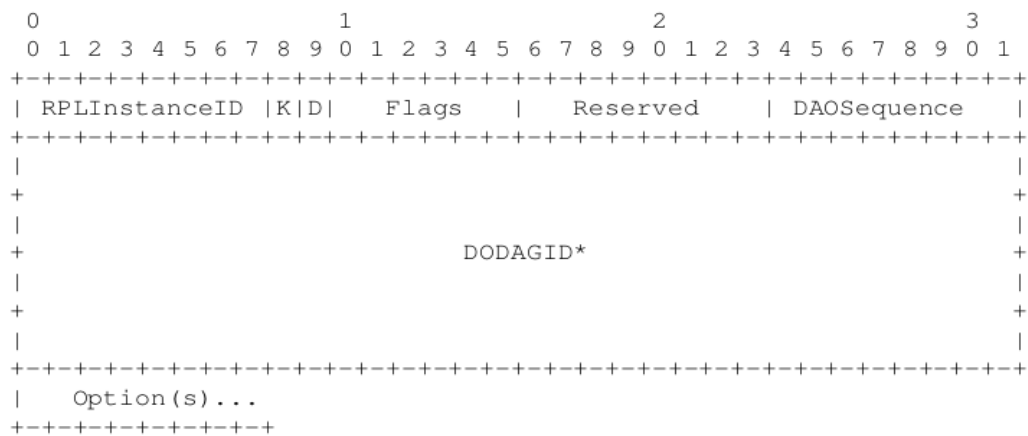 0                   1                   2                   3
 0 1 2 3 4 5 6 7 8 9 0 1 2 3 4 5 6 7 8 9 0 1 2 3 4 5 6 7 8 9 0 1
+-+-+-+-+-+-+-+-+-+-+-+-+-+-+-+-+-+-+-+-+-+-+-+-+-+-+-+-+-+-+-+-+
| RPLInstanceID |K|D|   Flags   |   Reserved    | DAOSequence   |
+-+-+-+-+-+-+-+-+-+-+-+-+-+-+-+-+-+-+-+-+-+-+-+-+-+-+-+-+-+-+-+-+
|                                                               |
+                                                               +
|                                                               |
+                            DODAGID*                           +
|                                                               |
+                                                               +
|                                                               |
+-+-+-+-+-+-+-+-+-+-+-+-+-+-+-+-+-+-+-+-+-+-+-+-+-+-+-+-+-+-+-+-+
|   Option(s)...
+-+-+-+-+-+-+-+-+